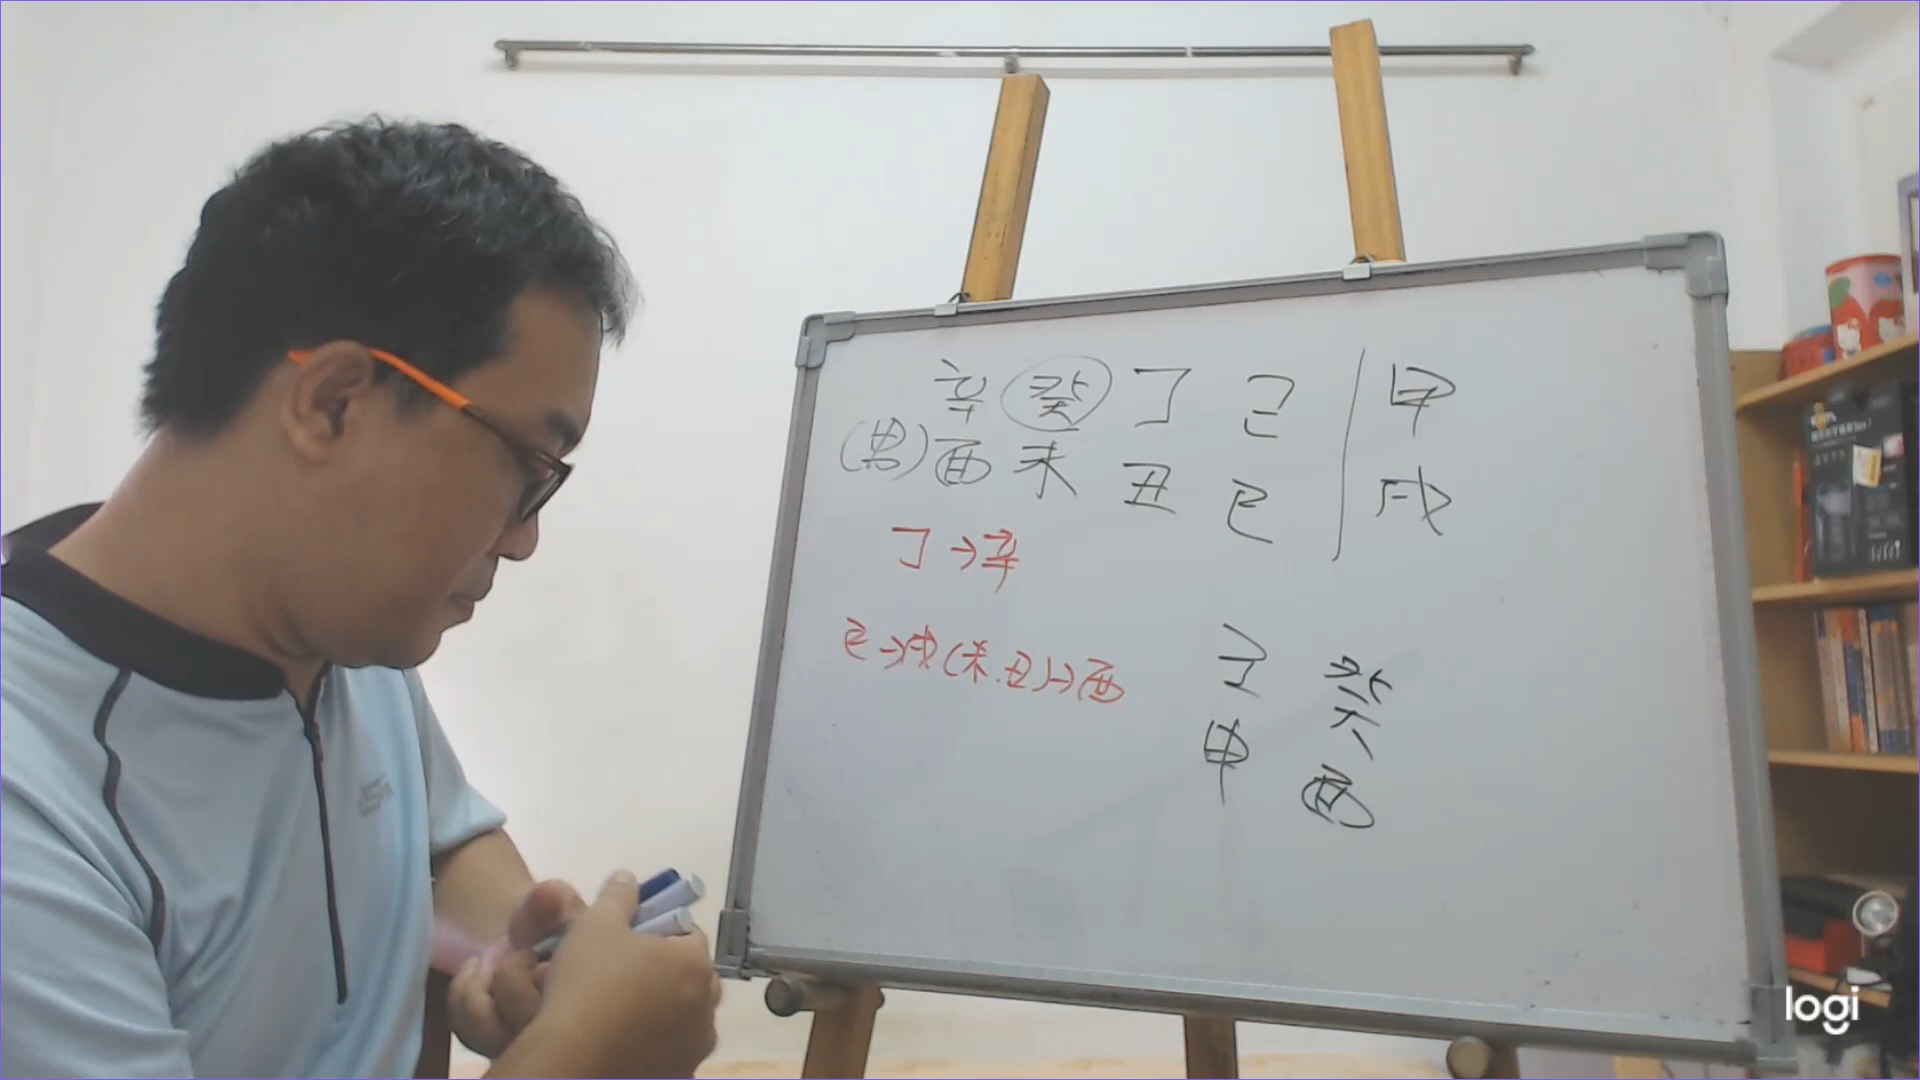 辛 癸 丁 己 甲
(男) 酉 未 丑 巳 戌
丁→辛
巳→戌(未.丑)→酉
壬 癸
申 酉
logi